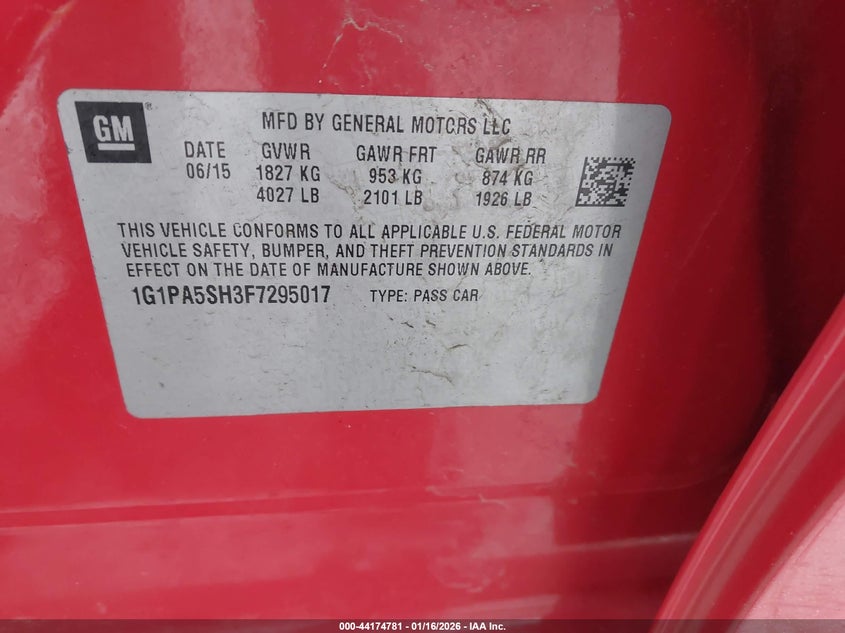 GM ®
MFD BY GENERAL MOTORS LLC
DATE GVWR GAWR FRT GAWR RR
06/15 1827 KG 953 KG 874 KG
4027 LB 2101 LB 1926 LB
THIS VEHICLE CONFORMS TO ALL APPLICABLE U.S. FEDERAL MOTOR
VEHICLE SAFETY, BUMPER, AND THEFT PREVENTION STANDARDS IN
EFFECT ON THE DATE OF MANUFACTURE SHOWN ABOVE.
1G1PA5SH3F7295017 TYPE: PASS CAR
000-44174781 - 01/16/2026 - IAA Inc.